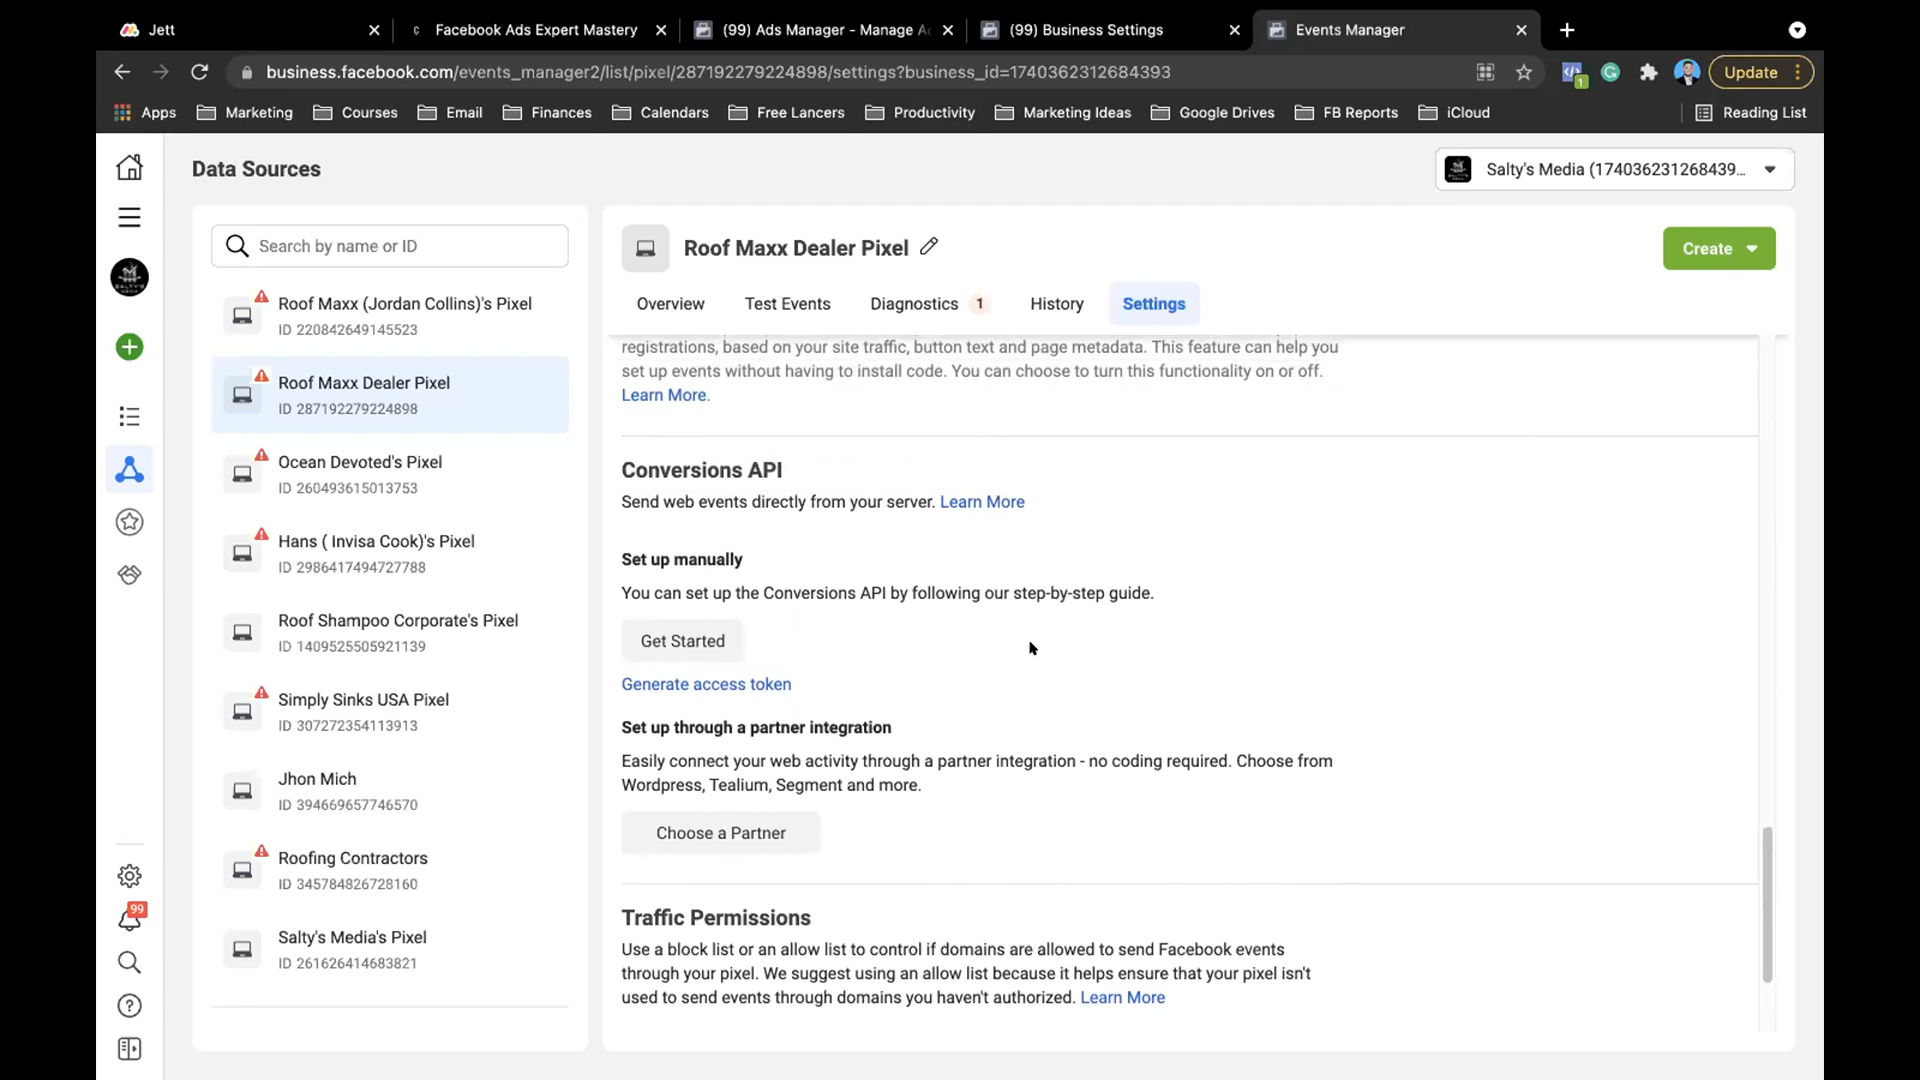 Jett
Facebook Ads Expert Mastery
(99) Ads Manager - Manage Ac
(99) Business Settings
Events Manager
business.facebook.com/events_manager2/list/pixel/287192279224898/settings?business_id=1740362312684393
1
Update
Apps
Marketing
Courses
Email
Finances
Calendars
Free Lancers
Productivity
Marketing Ideas
Google Drives
FB Reports
iCloud
Reading List
Data Sources
Salty's Media (174036231268439...
Search by name or ID
Roof Maxx (Jordan Collins)'s Pixel
ID 220842649145523
Roof Maxx Dealer Pixel
ID 287192279224898
Ocean Devoted's Pixel
ID 260493615013753
Hans ( Invisa Cook)'s Pixel
ID 2986417494727788
Roof Shampoo Corporate's Pixel
ID 1409525505921139
Simply Sinks USA Pixel
ID 307272354113913
Jhon Mich
ID 394669657746570
Roofing Contractors
ID 345784826728160
Salty's Media's Pixel
ID 261626414683821
99
Roof Maxx Dealer Pixel
Create
Overview
Test Events
Diagnostics 1
History
Settings
registrations, based on your site traffic, button text and page metadata. This feature can help you
set up events without having to install code. You can choose to turn this functionality on or off.
Learn More.
Conversions API
Send web events directly from your server. Learn More
Set up manually
You can set up the Conversions API by following our step-by-step guide.
Get Started
Generate access token
Set up through a partner integration
Easily connect your web activity through a partner integration - no coding required. Choose from
Wordpress, Tealium, Segment and more.
Choose a Partner
Traffic Permissions
Use a block list or an allow list to control if domains are allowed to send Facebook events
through your pixel. We suggest using an allow list because it helps ensure that your pixel isn't
used to send events through domains you haven't authorized. Learn More